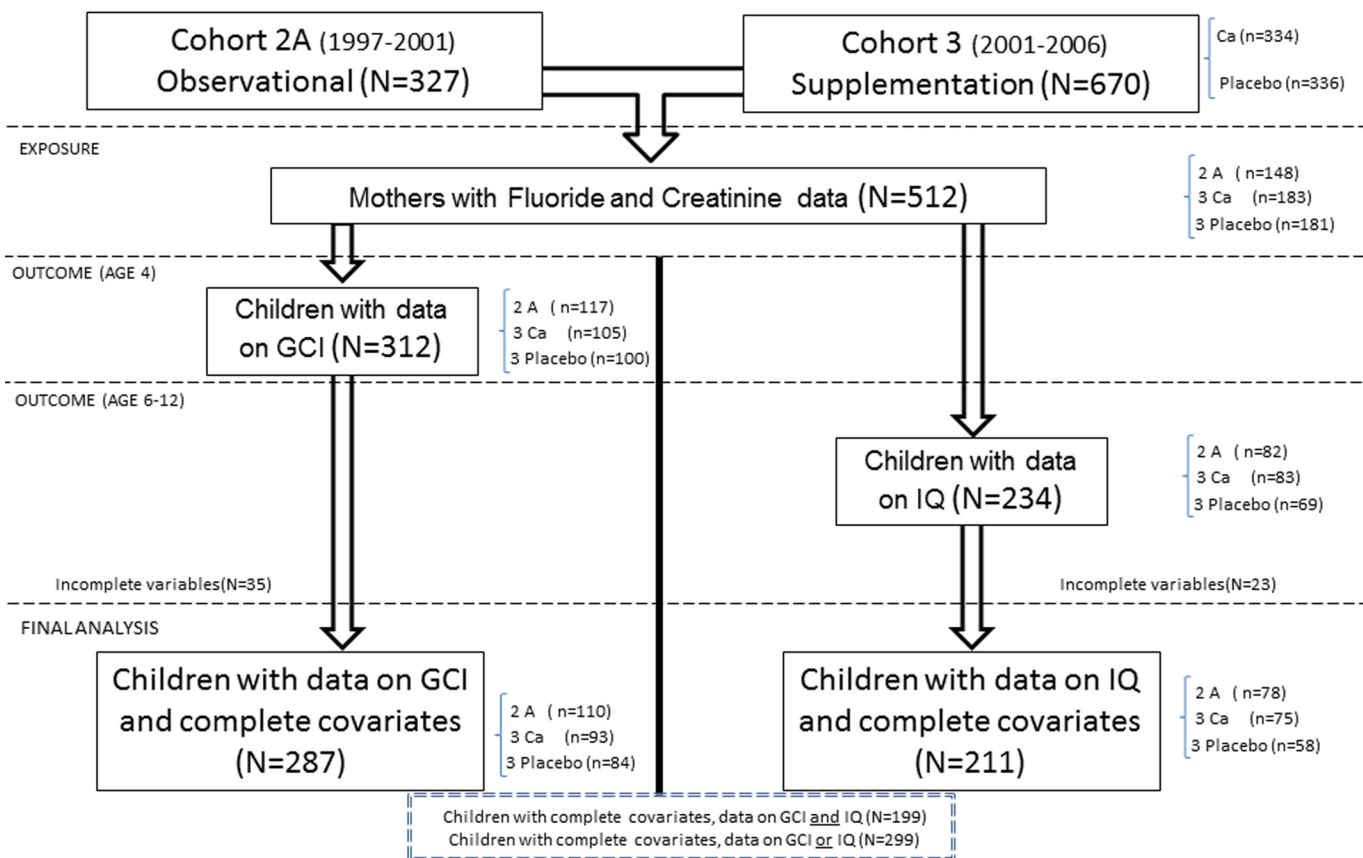 Cohort 2A (1997-2001)
Observational (N=327)
Cohort 3 (2001-2006)
Supplementation (N=670)
Ca (n=334)
Placebo (n=336)
EXPOSURE
Mothers with Fluoride and Creatinine data (N=512)
2 A (n=148)
3 Ca (n=183)
3 Placebo (n=181)
OUTCOME (AGE 4)
Children with data
on GCI (N=312)
2 A ( n=117)
3 Ca (n=105)
3 Placebo (n=100)
OUTCOME (AGE 6-12)
Children with data
on IQ (N=234)
2 A ( n=82)
3 Ca (n=83)
3 Placebo (n=69)
Incomplete variables(N=35)
Incomplete variables(N=23)
FINAL ANALYSIS
Children with data on GCI
and complete covariates
(N=287)
2 A ( n=110)
3 Ca (n=93)
3 Placebo (n=84)
Children with data on IQ
and complete covariates
(N=211)
2 A ( n=78)
3 Ca (n=75)
3 Placebo (n=58)
Children with complete covariates, data on GCI and IQ (N=199)
Children with complete covariates, data on GCI or IQ (N=299)